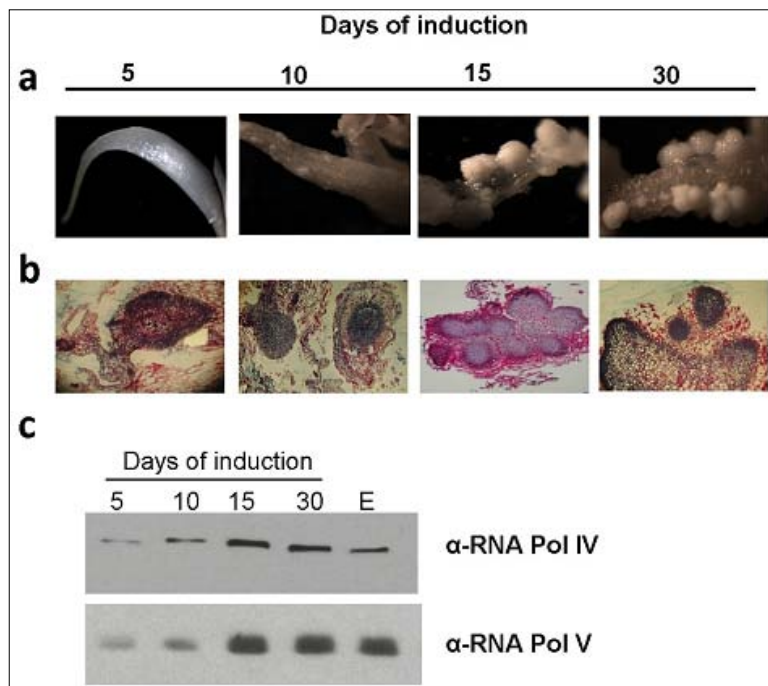 Days of induction
a
5 10 15 30
b
c
Days of induction
5 10 15 30 E
α-RNA Pol IV
α-RNA Pol V